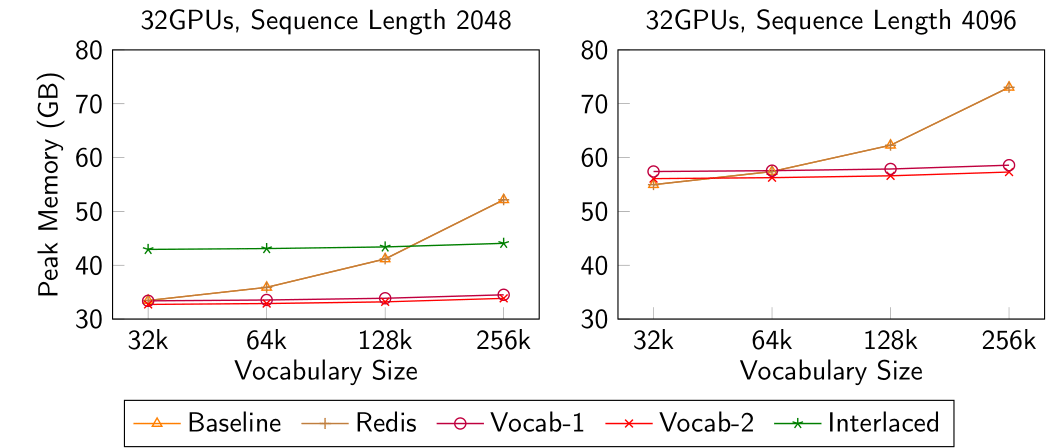 32GPUs, Sequence Length 2048
80
70
60
50
40
30
Peak Memory (GB)
32k 64k 128k 256k
Vocabulary Size
32GPUs, Sequence Length 4096
80
70
60
50
40
30
32k 64k 128k 256k
Vocabulary Size
Baseline Redis Vocab-1 Vocab-2 Interlaced